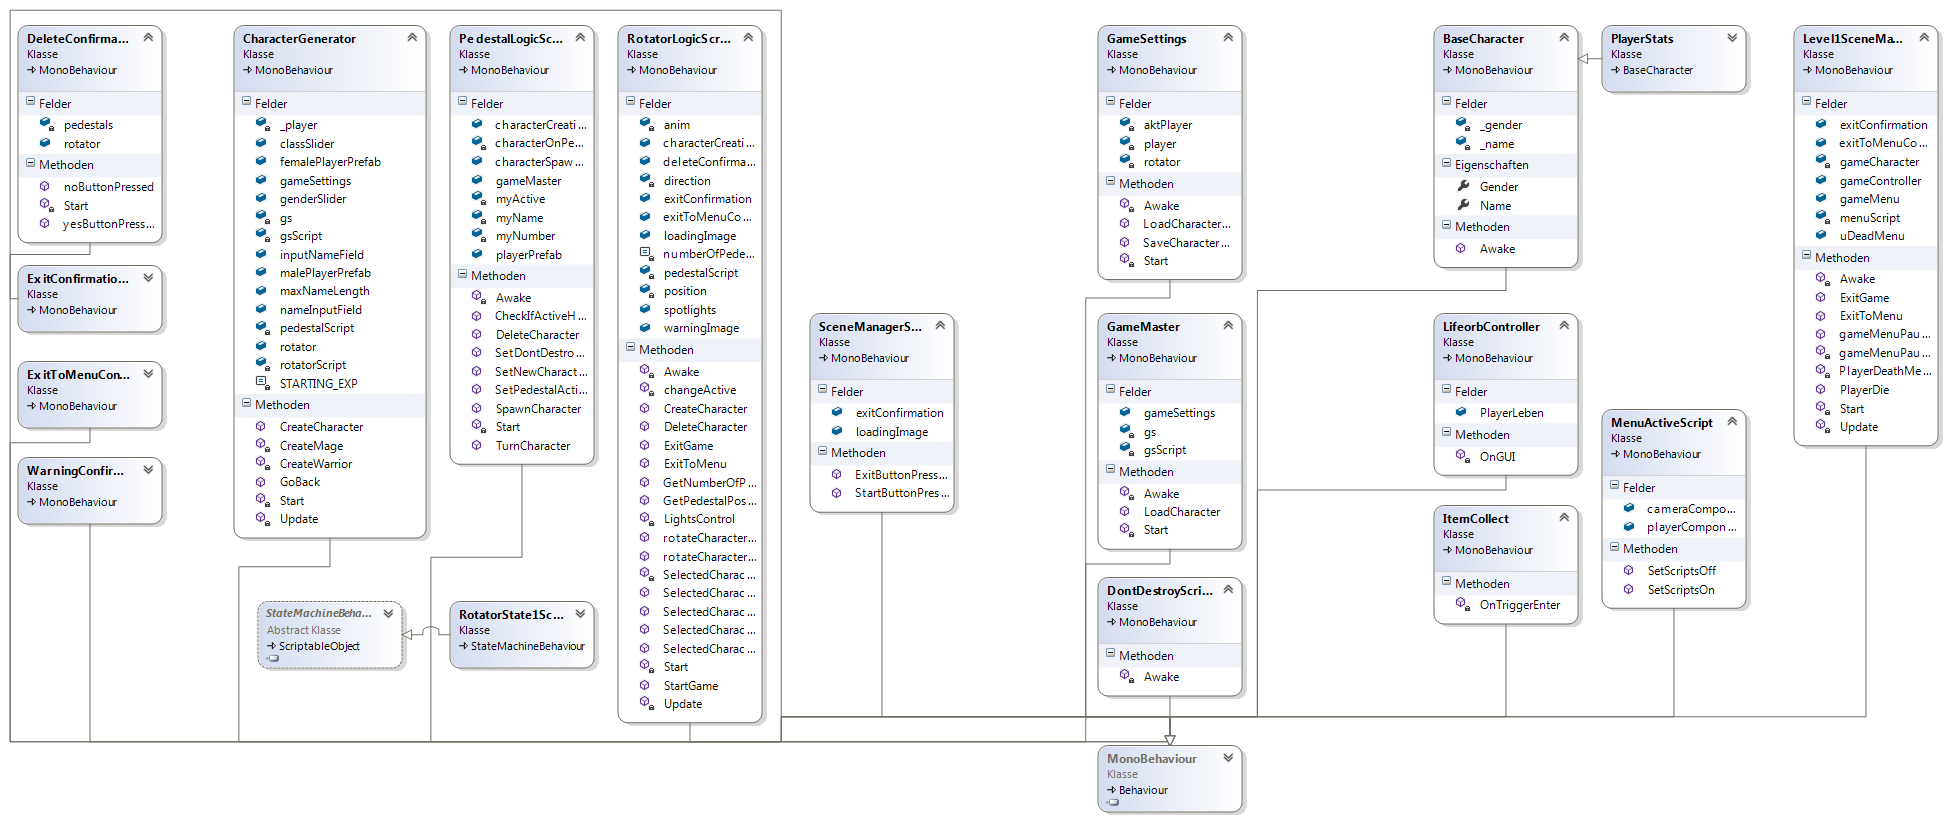 DeleteConfirma...
Klasse
MonoBehaviour
Felder
pedestals
rotator
Methoden
noButtonPressed
Start
yesButtonPress...
ExitConfirmatio...
Klasse
MonoBehaviour
ExitToMenuCon...
Klasse
MonoBehaviour
WarningConfir...
Klasse
MonoBehaviour
CharacterGenerator
Klasse
MonoBehaviour
Felder
_player
classSlider
femalePlayerPrefab
gameSettings
genderSlider
gs
gsScript
inputNameField
malePlayerPrefab
maxNameLength
nameInputField
pedestalScript
rotator
rotatorScript
STARTING_EXP
Methoden
CreateCharacter
CreateMage
CreateWarrior
GoBack
Start
Update
StateMachineBeha...
Abstract Klasse
ScriptableObject
PedestalLogicScr...
Klasse
MonoBehaviour
Felder
characterCreati...
characterOnPe...
characterSpaw...
gameMaster
myActive
myName
myNumber
playerPrefab
Methoden
Awake
CheckIfActiveH...
DeleteCharacter
SetDontDestro...
SetNewCharact...
SetPedestalActi...
SpawnCharacter
Start
TurnCharacter
RotatorState1Sc...
Klasse
StateMachineBehaviour
RotatorLogicScr...
Klasse
MonoBehaviour
Felder
anim
characterCreati...
deleteConfirma...
direction
exitConfirmation
exitToMenuCo...
loadingImage
numberOfPede...
pedestalScript
position
spotlights
warningImage
Methoden
Awake
changeActive
CreateCharacter
DeleteCharacter
ExitGame
ExitToMenu
GetNumberOfP...
GetPedestalPos...
LightsControl
rotateCharacter...
rotateCharacter...
SelectedCharac...
SelectedCharac...
SelectedCharac...
SelectedCharac...
SelectedCharac...
Start
StartGame
Update
SceneManagerS...
Klasse
MonoBehaviour
Felder
exitConfirmation
loadingImage
Methoden
ExitButtonPress...
StartButtonPres...
GameSettings
Klasse
MonoBehaviour
Felder
aktPlayer
player
rotator
Methoden
Awake
LoadCharacter...
SaveCharacter...
Start
GameMaster
Klasse
MonoBehaviour
Felder
gameSettings
gs
gsScript
Methoden
Awake
LoadCharacter
Start
DontDestroyScri...
Klasse
MonoBehaviour
Methoden
Awake
MonoBehaviour
Klasse
Behaviour
BaseCharacter
Klasse
MonoBehaviour
Felder
_gender
_name
Eigenschaften
Gender
Name
Methoden
Awake
LifeorbController
Klasse
MonoBehaviour
Felder
PlayerLeben
Methoden
OnGUI
ItemCollect
Klasse
MonoBehaviour
Methoden
OnTriggerEnter
PlayerStats
Klasse
BaseCharacter
MenuActiveScript
Klasse
MonoBehaviour
Felder
cameraCompo...
playerCompon...
Methoden
SetScriptsOff
SetScriptsOn
Level1SceneMa...
Klasse
MonoBehaviour
Felder
exitConfirmation
exitToMenuCo...
gameCharacter
gameController
gameMenu
menuScript
uDeadMenu
Methoden
Awake
ExitGame
ExitToMenu
gameMenuPau...
gameMenuPau...
PlayerDeathMe...
PlayerDie
Start
Update